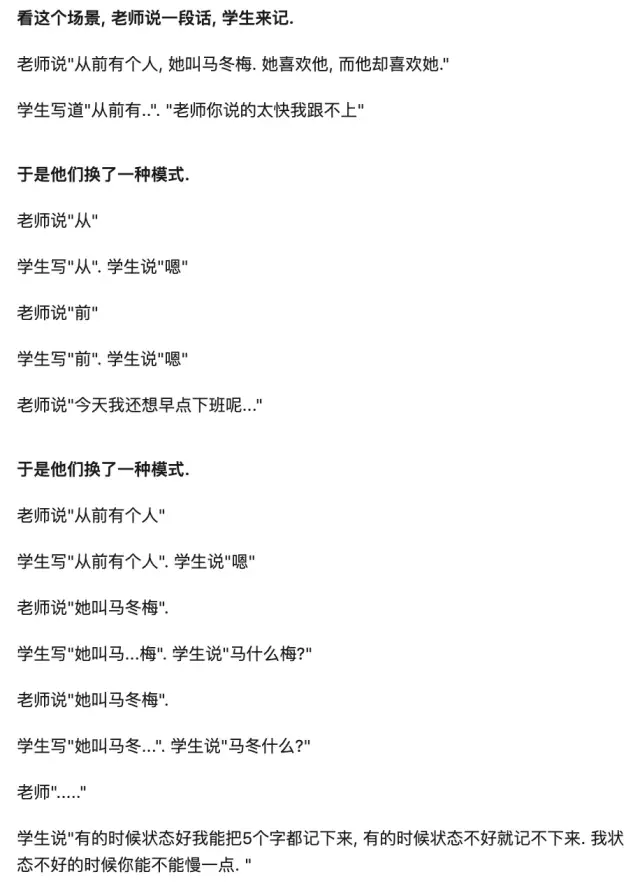 看这个场景, 老师说一段话, 学生来记.
老师说"从前有个人, 她叫马冬梅. 她喜欢他, 而他却喜欢她."
学生写道"从前有..". "老师你说的太快我跟不上"
于是他们换了一种模式.
老师说"从"
学生写"从". 学生说"嗯"
老师说"前"
学生写"前". 学生说"嗯"
老师说"今天我还想早点下班呢..."
于是他们换了一种模式.
老师说"从前有个人"
学生写"从前有个人". 学生说"嗯"
老师说"她叫马冬梅".
学生写"她叫马...梅". 学生说"马什么梅?"
老师说"她叫马冬梅".
学生写"她叫马冬...". 学生说"马冬什么?"
老师"....."
学生说"有的时候状态好我能把5个字都记下来, 有的时候状态不好就记不下来. 我状
态不好的时候你能不能慢一点. "